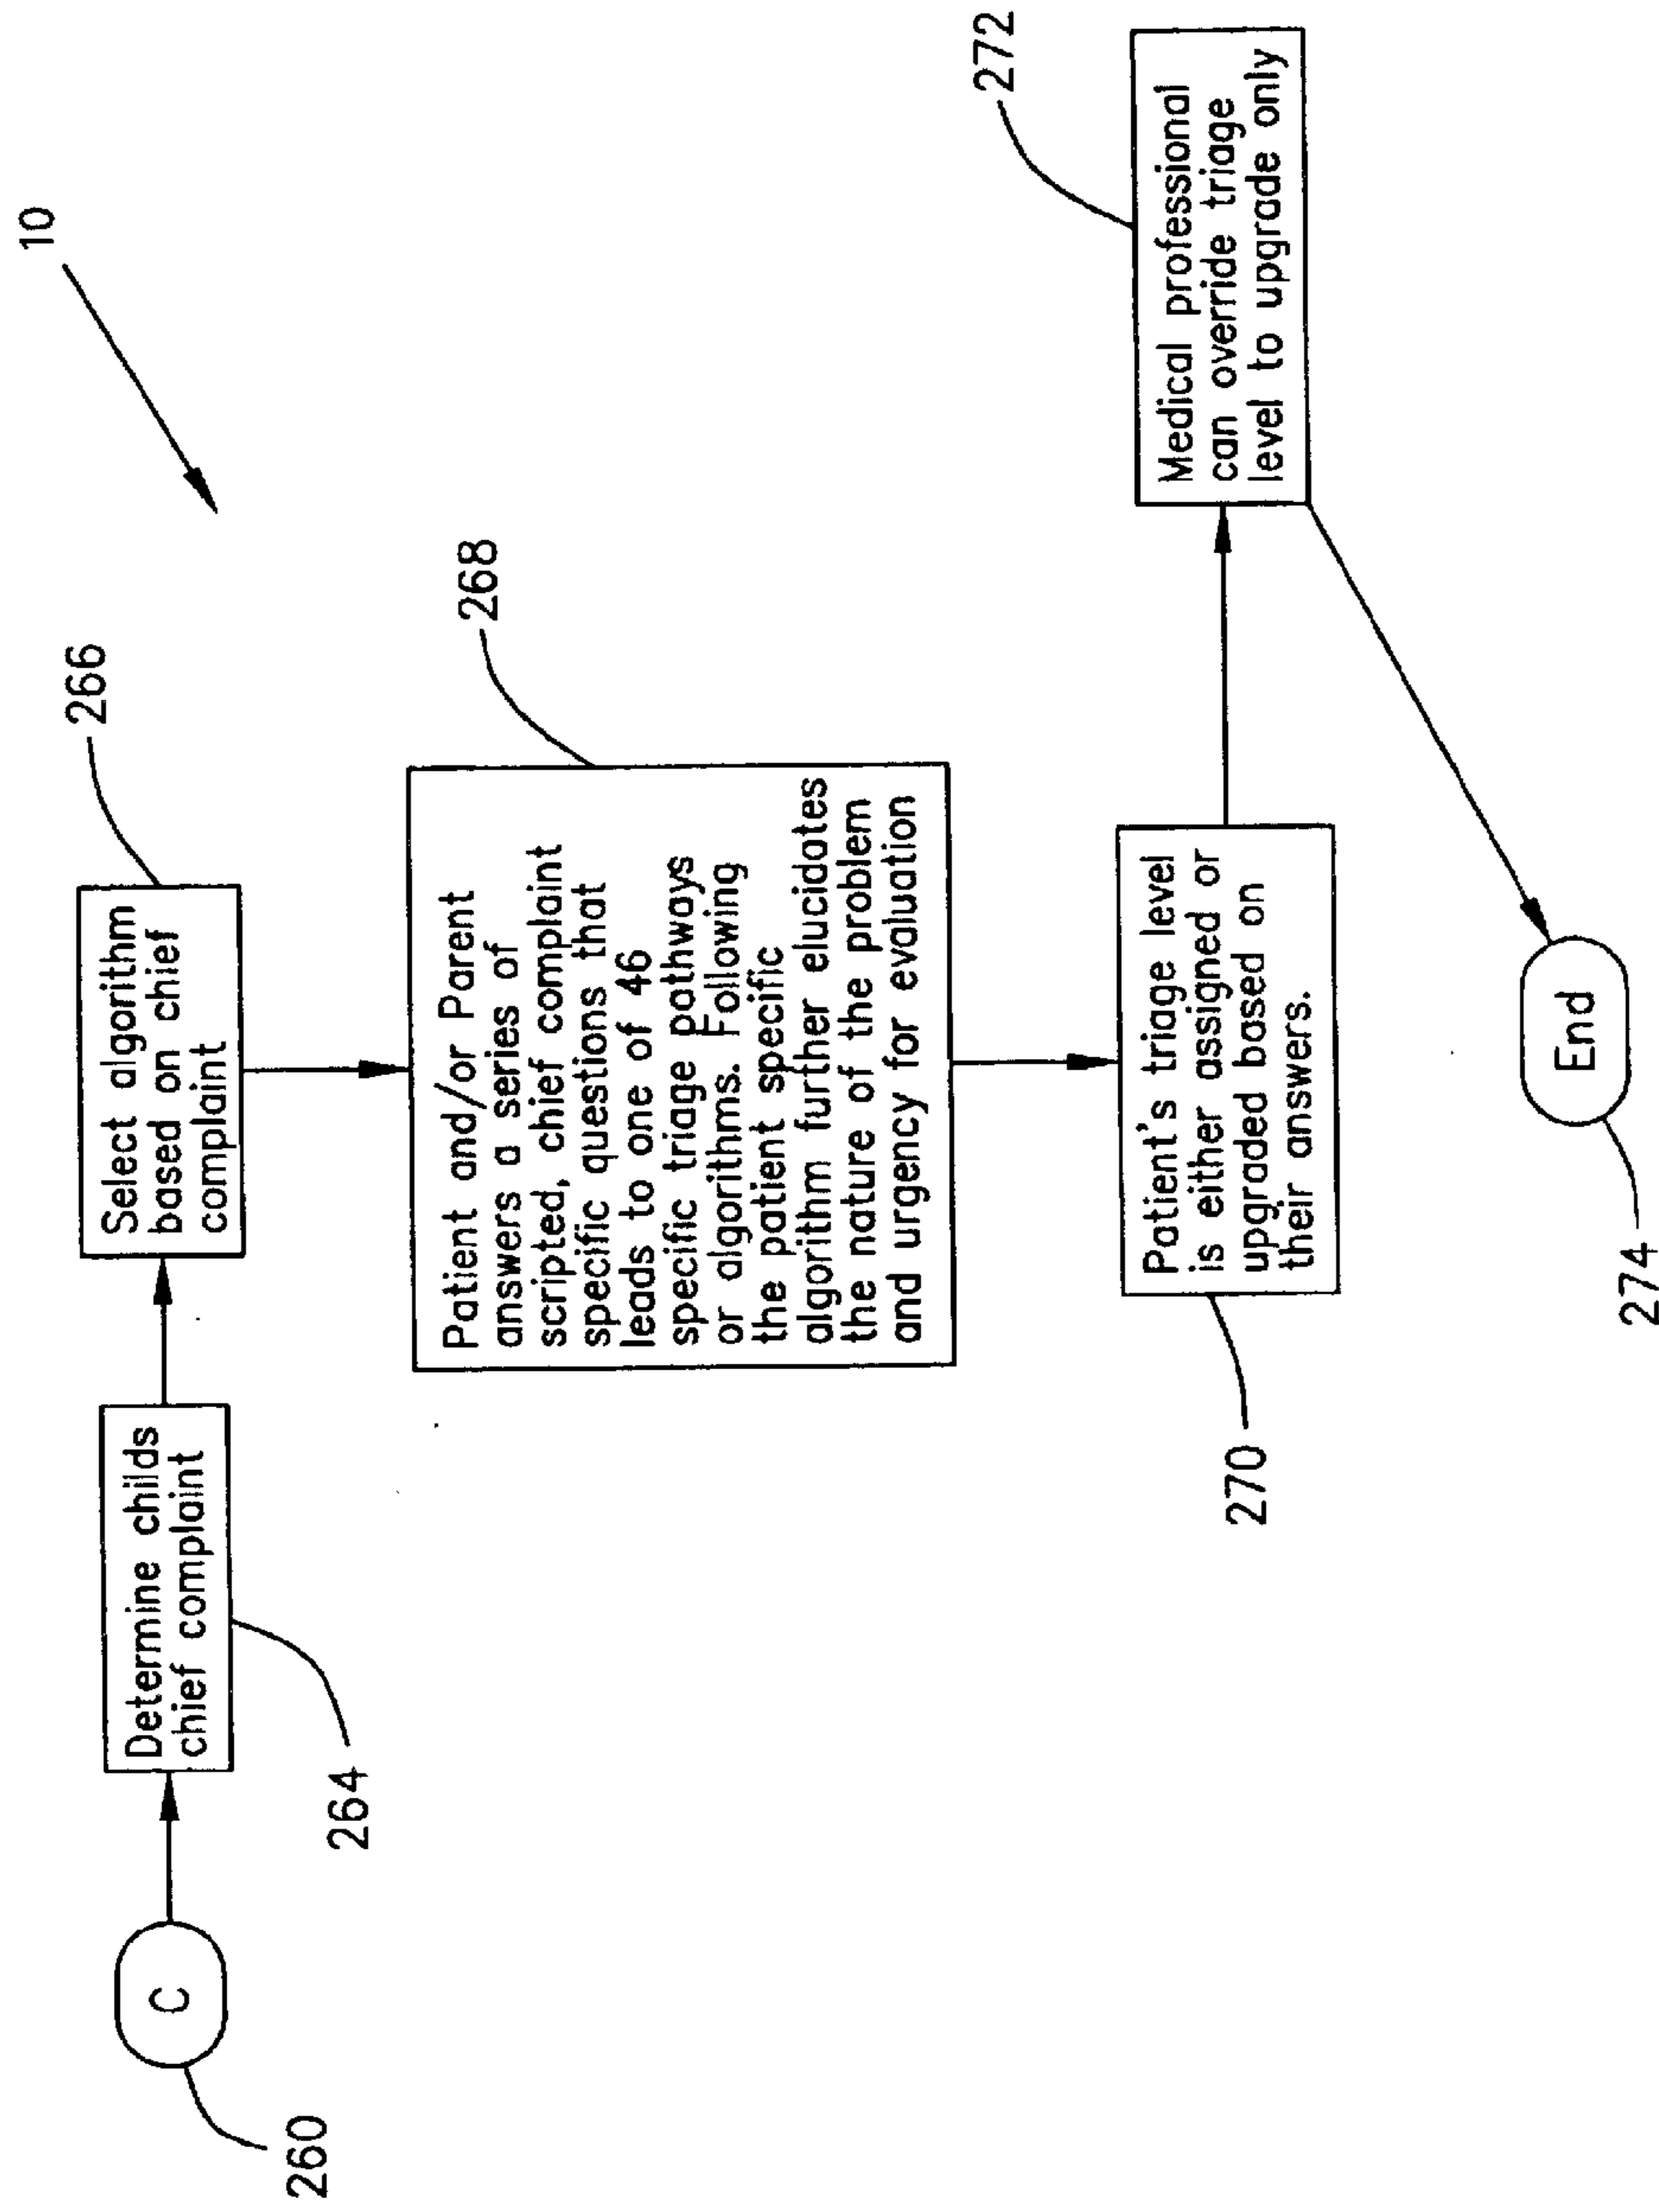 10
C
260
Determine childs
chief complaint
264
Select algorithm
based on chief
complaint
266
Patient and/or Parent
answers a series of
scripted, chief complaint
specific questions that
leads to one of 46
specific triage pathways
or algorithms. Following
the patient specific
algorithm further elucidates
the nature of the problem
and urgency for evaluation
268
Patient's triage level
is either assigned or
upgraded based on
their answers.
270
Medical professional
can override triage
level to upgrade only
272
End
274